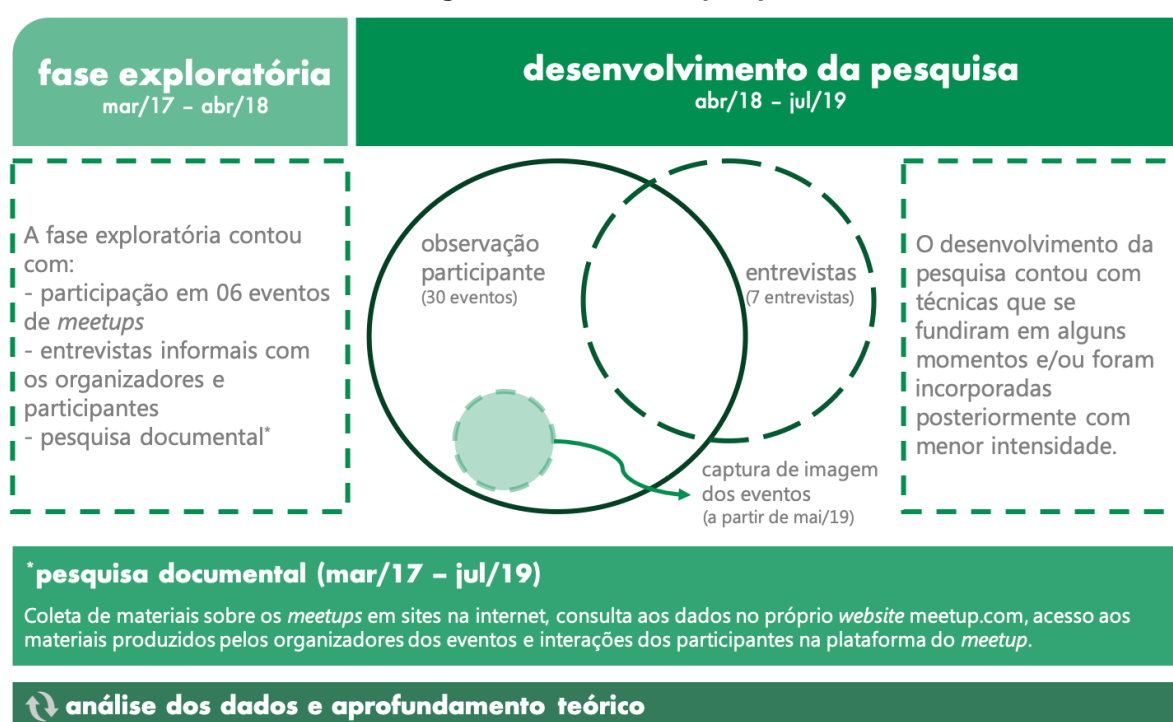 fase exploratória
mar/17 – abr/18
desenvolvimento da pesquisa
abr/18 – jul/19
A fase exploratória contou
com:
- participação em 06 eventos
de meetups
- entrevistas informais com
os organizadores e
participantes
- pesquisa documental*
observação
participante
(30 eventos)
entrevistas
(7 entrevistas)
captura de imagem
dos eventos
(a partir de mai/19)
O desenvolvimento da
pesquisa contou com
técnicas que se
fundiram em alguns
momentos e/ou foram
incorporadas
posteriormente com
menor intensidade.
*pesquisa documental (mar/17 – jul/19)
Coleta de materiais sobre os meetups em sites na internet, consulta aos dados no próprio website meetup.com, acesso aos
materiais produzidos pelos organizadores dos eventos e interações dos participantes na plataforma do meetup.
análise dos dados e aprofundamento teórico